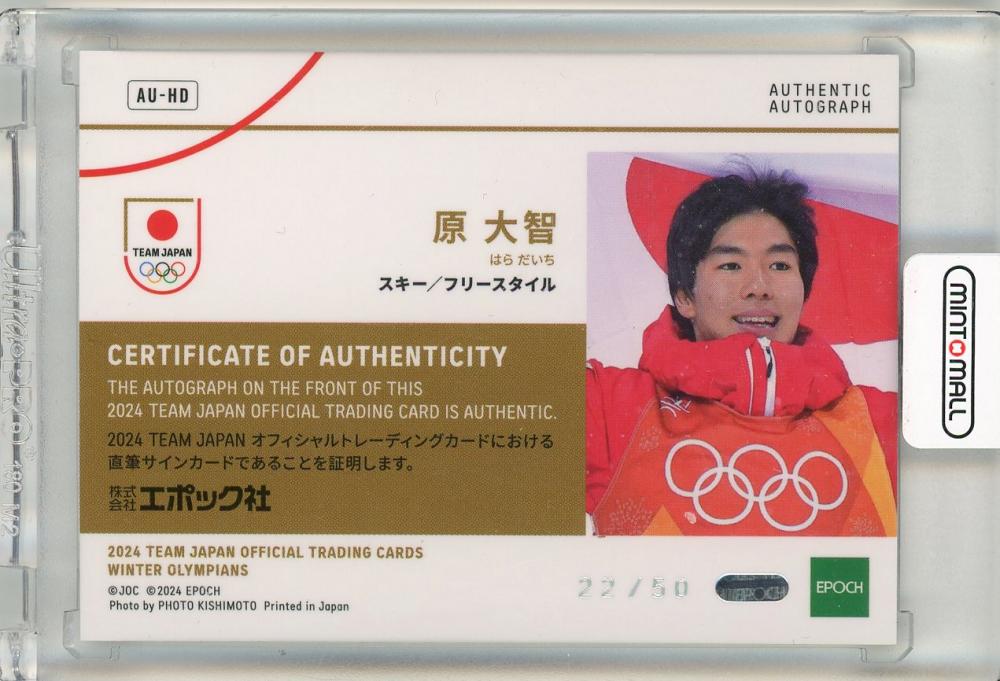 AU-HD
AUTHENTIC
AUTOGRAPH
TEAM JAPAN
原 大智
はら だいち
スキー／フリースタイル
CERTIFICATE OF AUTHENTICITY
THE AUTOGRAPH ON THE FRONT OF THIS
2024 TEAM JAPAN OFFICIAL TRADING CARD IS AUTHENTIC.
2024 TEAM JAPAN オフィシャルトレーディングカードにおける
直筆サインカードであることを証明します。
株式会社エポック社
2024 TEAM JAPAN OFFICIAL TRADING CARDS
WINTER OLYMPIANS
©JOC ©2024 EPOCH
Photo by PHOTO KISHIMOTO Printed in Japan
22/50
EPOCH
EPOCH
MINT MALL